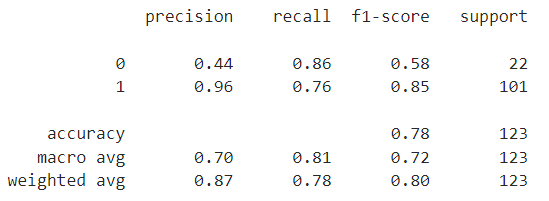 precision recall f1-score support
0 0.44 0.86 0.58 22
1 0.96 0.76 0.85 101
accuracy 0.78 123
macro avg 0.70 0.81 0.72 123
weighted avg 0.87 0.78 0.80 123